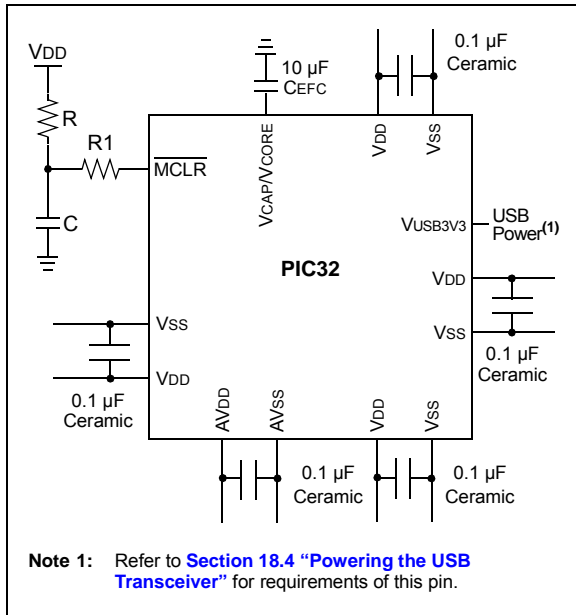 VDD
R
R1
C
10 µF
CEFC
0.1 µF
Ceramic
MCLR
VCAP/VCORE
VDD
VSS
VUSB3V3
USB
Power(1)
PIC32
VDD
VSS
0.1 µF
Ceramic
VSS
VDD
0.1 µF
Ceramic
AVDD
AVSS
VDD
VSS
0.1 µF
Ceramic
0.1 µF
Ceramic
Note 1: Refer to Section 18.4 “Powering the USB
Transceiver” for requirements of this pin.